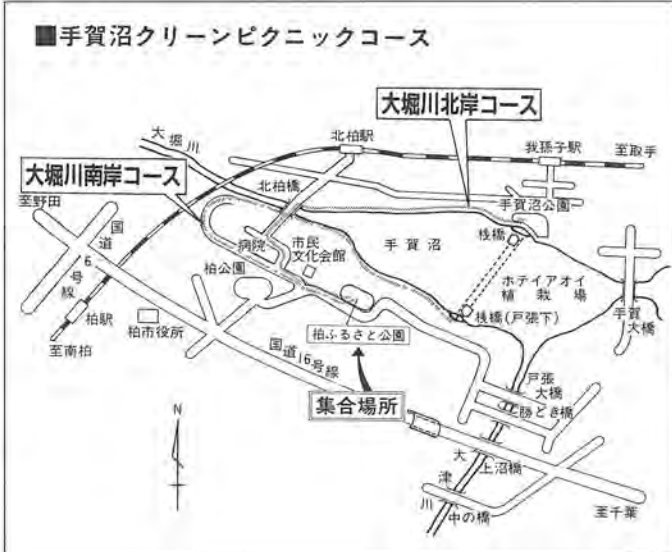 ■手賀沼クリーンピクニックコース
大堀川北岸コース
大堀川
北柏駅
我孫子駅
至取手
大堀川南岸コース
北柏橋
至野田
国道6号線
手賀沼公園
病院
市民
文化会館
手賀沼
桟橋
柏公園
ホテイアオイ
植栽場
柏駅
柏市役所
桟橋(戸張下)
手賀
大橋
至南柏
柏ふるさと公園
国道16号線
戸張
大橋
集合場所
勝どき橋
N
上沼橋
大津川
中の橋
至千葉